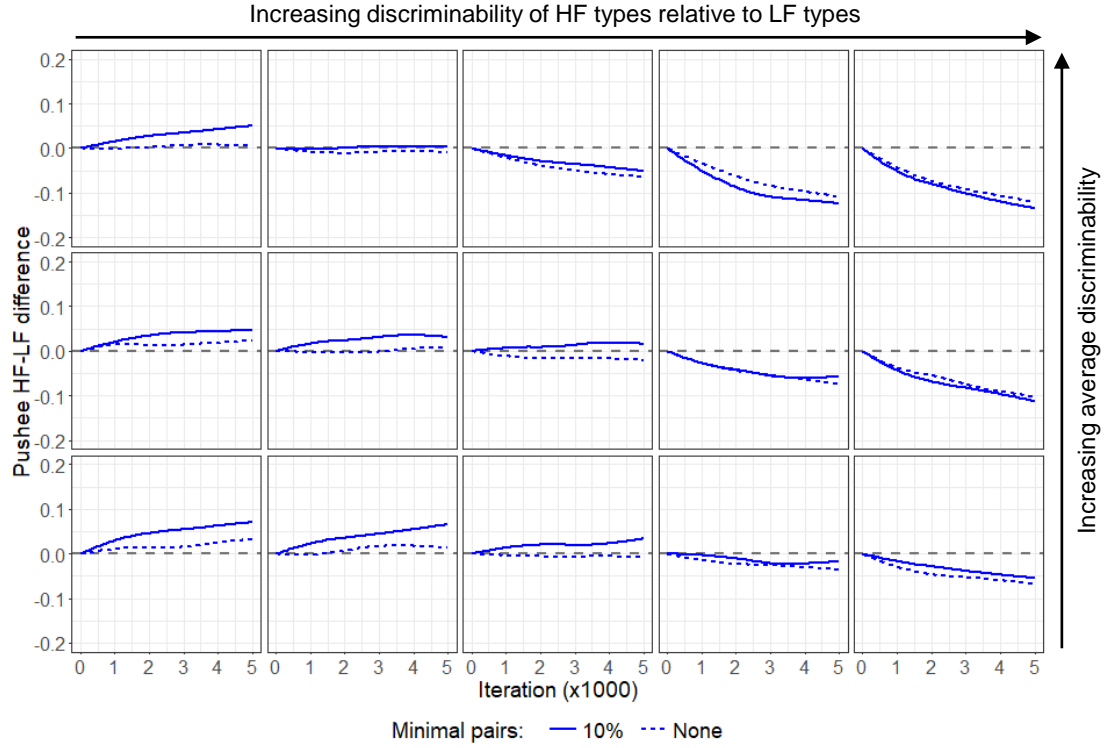 Increasing discriminability of HF types relative to LF types
Pushee HF-LF difference
0.2
0.1
0.0
-0.1
-0.2
0.2
0.1
0.0
-0.1
-0.2
0.2
0.1
0.0
-0.1
-0.2
Increasing average discriminability
0 1 2 3 4 5 0 1 2 3 4 5 0 1 2 3 4 5 0 1 2 3 4 5 0 1 2 3 4 5
Iteration (x1000)
Minimal pairs: 10% None